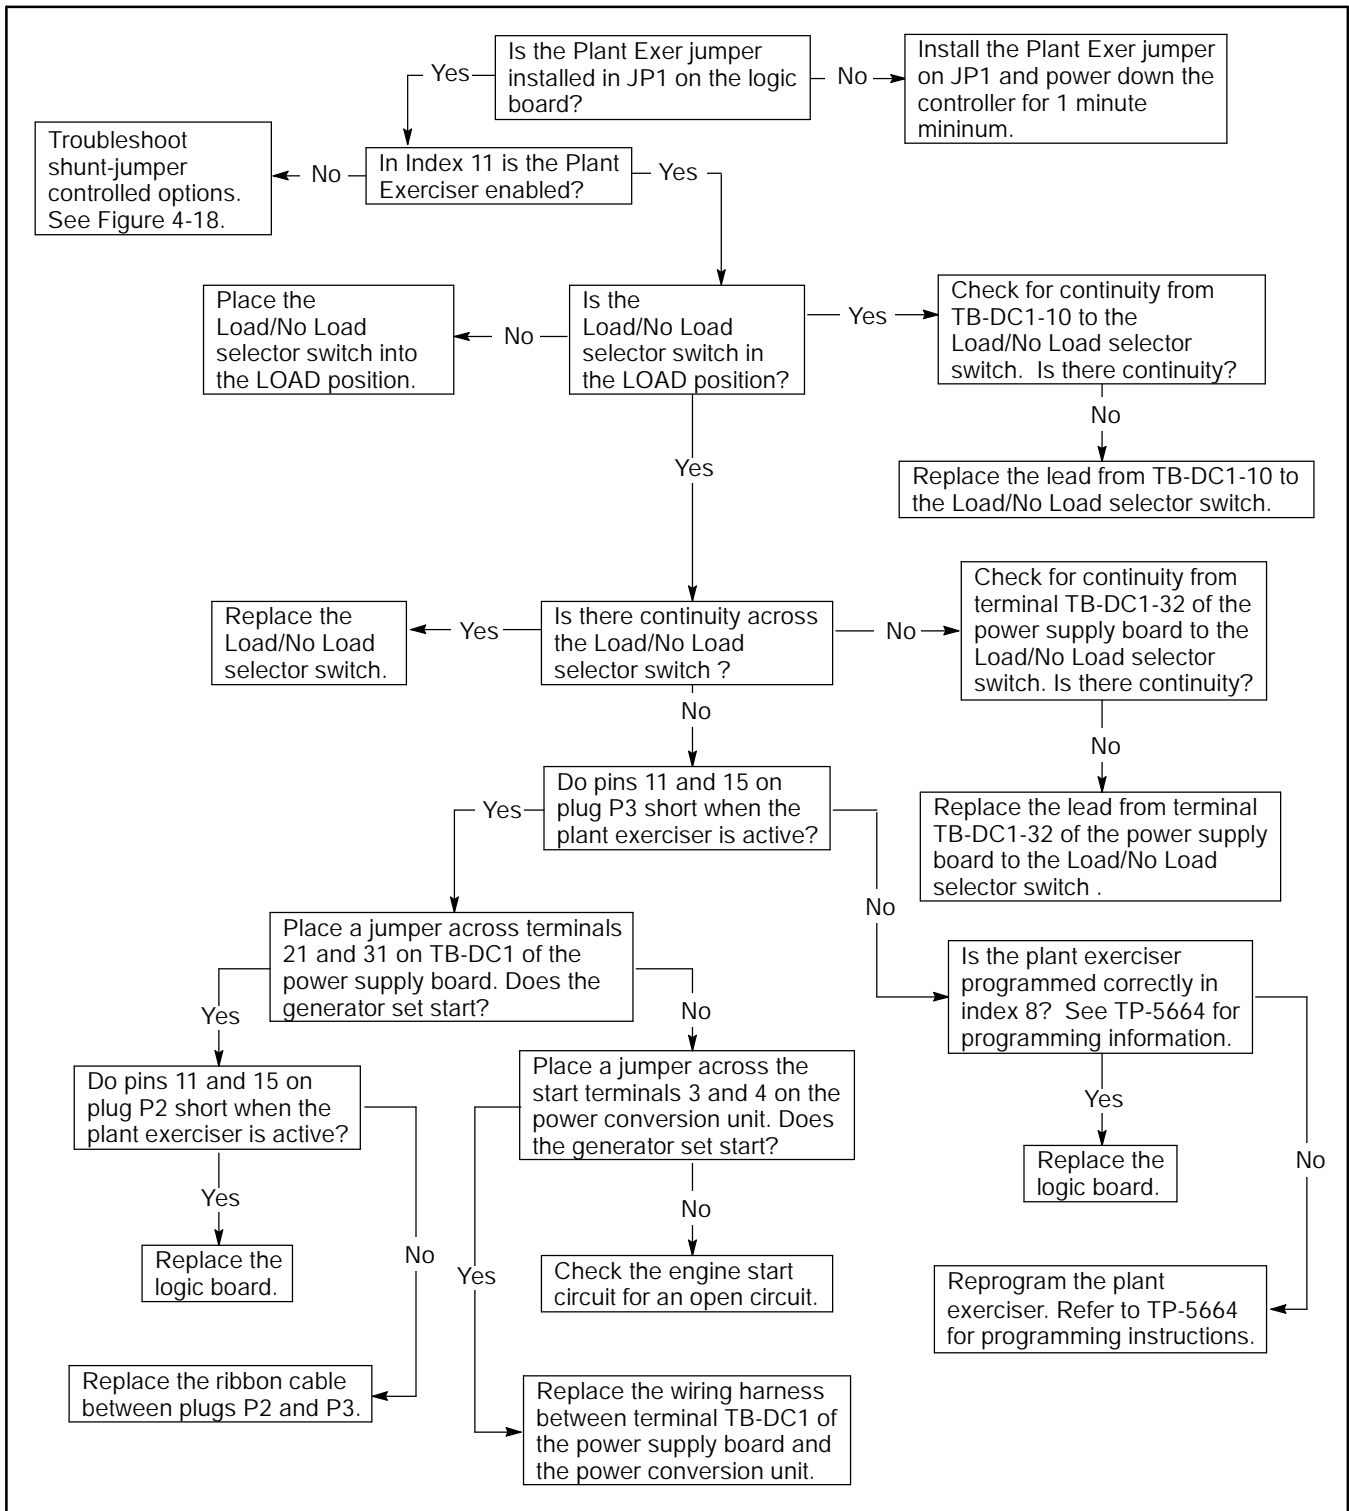 Is the Plant Exer jumper
installed in JP1 on the logic
board?
Yes
No
Install the Plant Exer jumper
on JP1 and power down the
controller for 1 minute
mininum.
Troubleshoot
shunt-jumper
controlled options.
See Figure 4-18.
No
In Index 11 is the Plant
Exerciser enabled?
Yes
Place the
Load/No Load
selector switch into
the LOAD position.
No
Is the
Load/No Load
selector switch in
the LOAD position?
Yes
Check for continuity from
TB-DC1-10 to the
Load/No Load selector
switch. Is there continuity?
No
Replace the lead from TB-DC1-10 to
the Load/No Load selector switch.
Yes
Replace the
Load/No Load
selector switch.
Yes
Is there continuity across
the Load/No Load
selector switch ?
No
Check for continuity from
terminal TB-DC1-32 of the
power supply board to the
Load/No Load selector
switch. Is there continuity?
No
No
Replace the lead from terminal
TB-DC1-32 of the power supply
board to the Load/No Load
selector switch .
Yes
Do pins 11 and 15 on
plug P3 short when the
plant exerciser is active?
No
Place a jumper across terminals
21 and 31 on TB-DC1 of the
power supply board. Does the
generator set start?
Is the plant exerciser
programmed correctly in
index 8? See TP-5664 for
programming information.
Yes
No
Do pins 11 and 15 on
plug P2 short when the
plant exerciser is active?
Place a jumper across the
start terminals 3 and 4 on the
power conversion unit. Does
the generator set start?
Yes
Replace the
logic board.
No
Yes
No
Replace the
logic board.
No
Yes
Check the engine start
circuit for an open circuit.
Reprogram the plant
exerciser. Refer to TP-5664
for programming instructions.
Replace the ribbon cable
between plugs P2 and P3.
Replace the wiring harness
between terminal TB-DC1 of
the power supply board and
the power conversion unit.